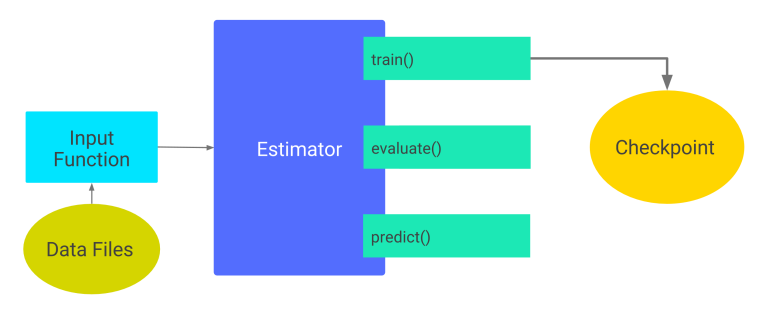 train()
Input
Function
Estimator
evaluate()
Checkpoint
predict()
Data Files